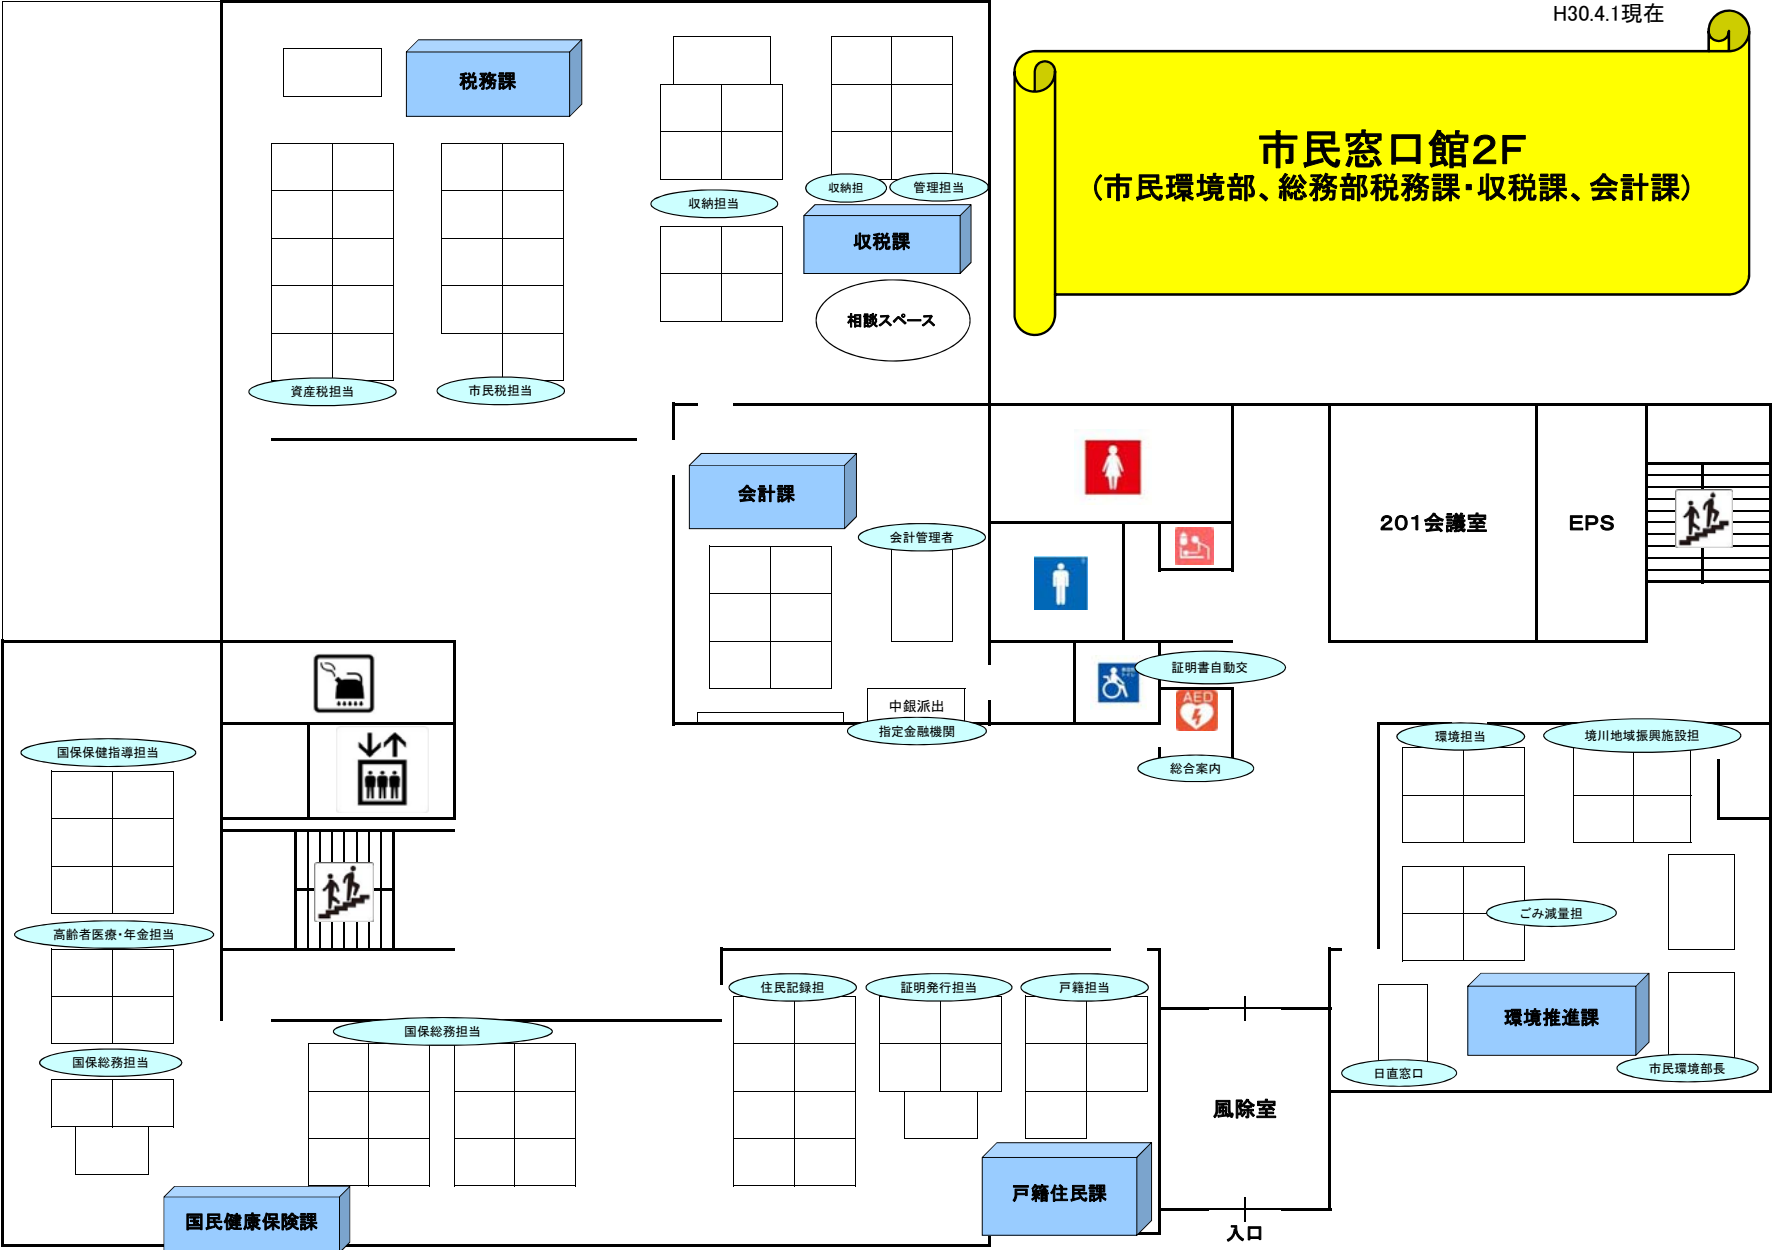 H30.4.1現在
市民窓口館2F
(市民環境部、総務部税務課・収税課、会計課)
税務課
収納担
管理担当
収納担当
収税課
相談スペース
資産税担当
市民税担当
会計課
会計管理者
201会議室
EPS
証明書自動交
AED
中銀派出
指定金融機関
総合案内
環境担当
境川地域振興施設担
国保保健指導担当
ごみ減量担
高齢者医療・年金担当
住民記録担
証明発行担当
戸籍担当
国保総務担当
環境推進課
国保総務担当
日直窓口
市民環境部長
風除室
戸籍住民課
国民健康保険課
入口